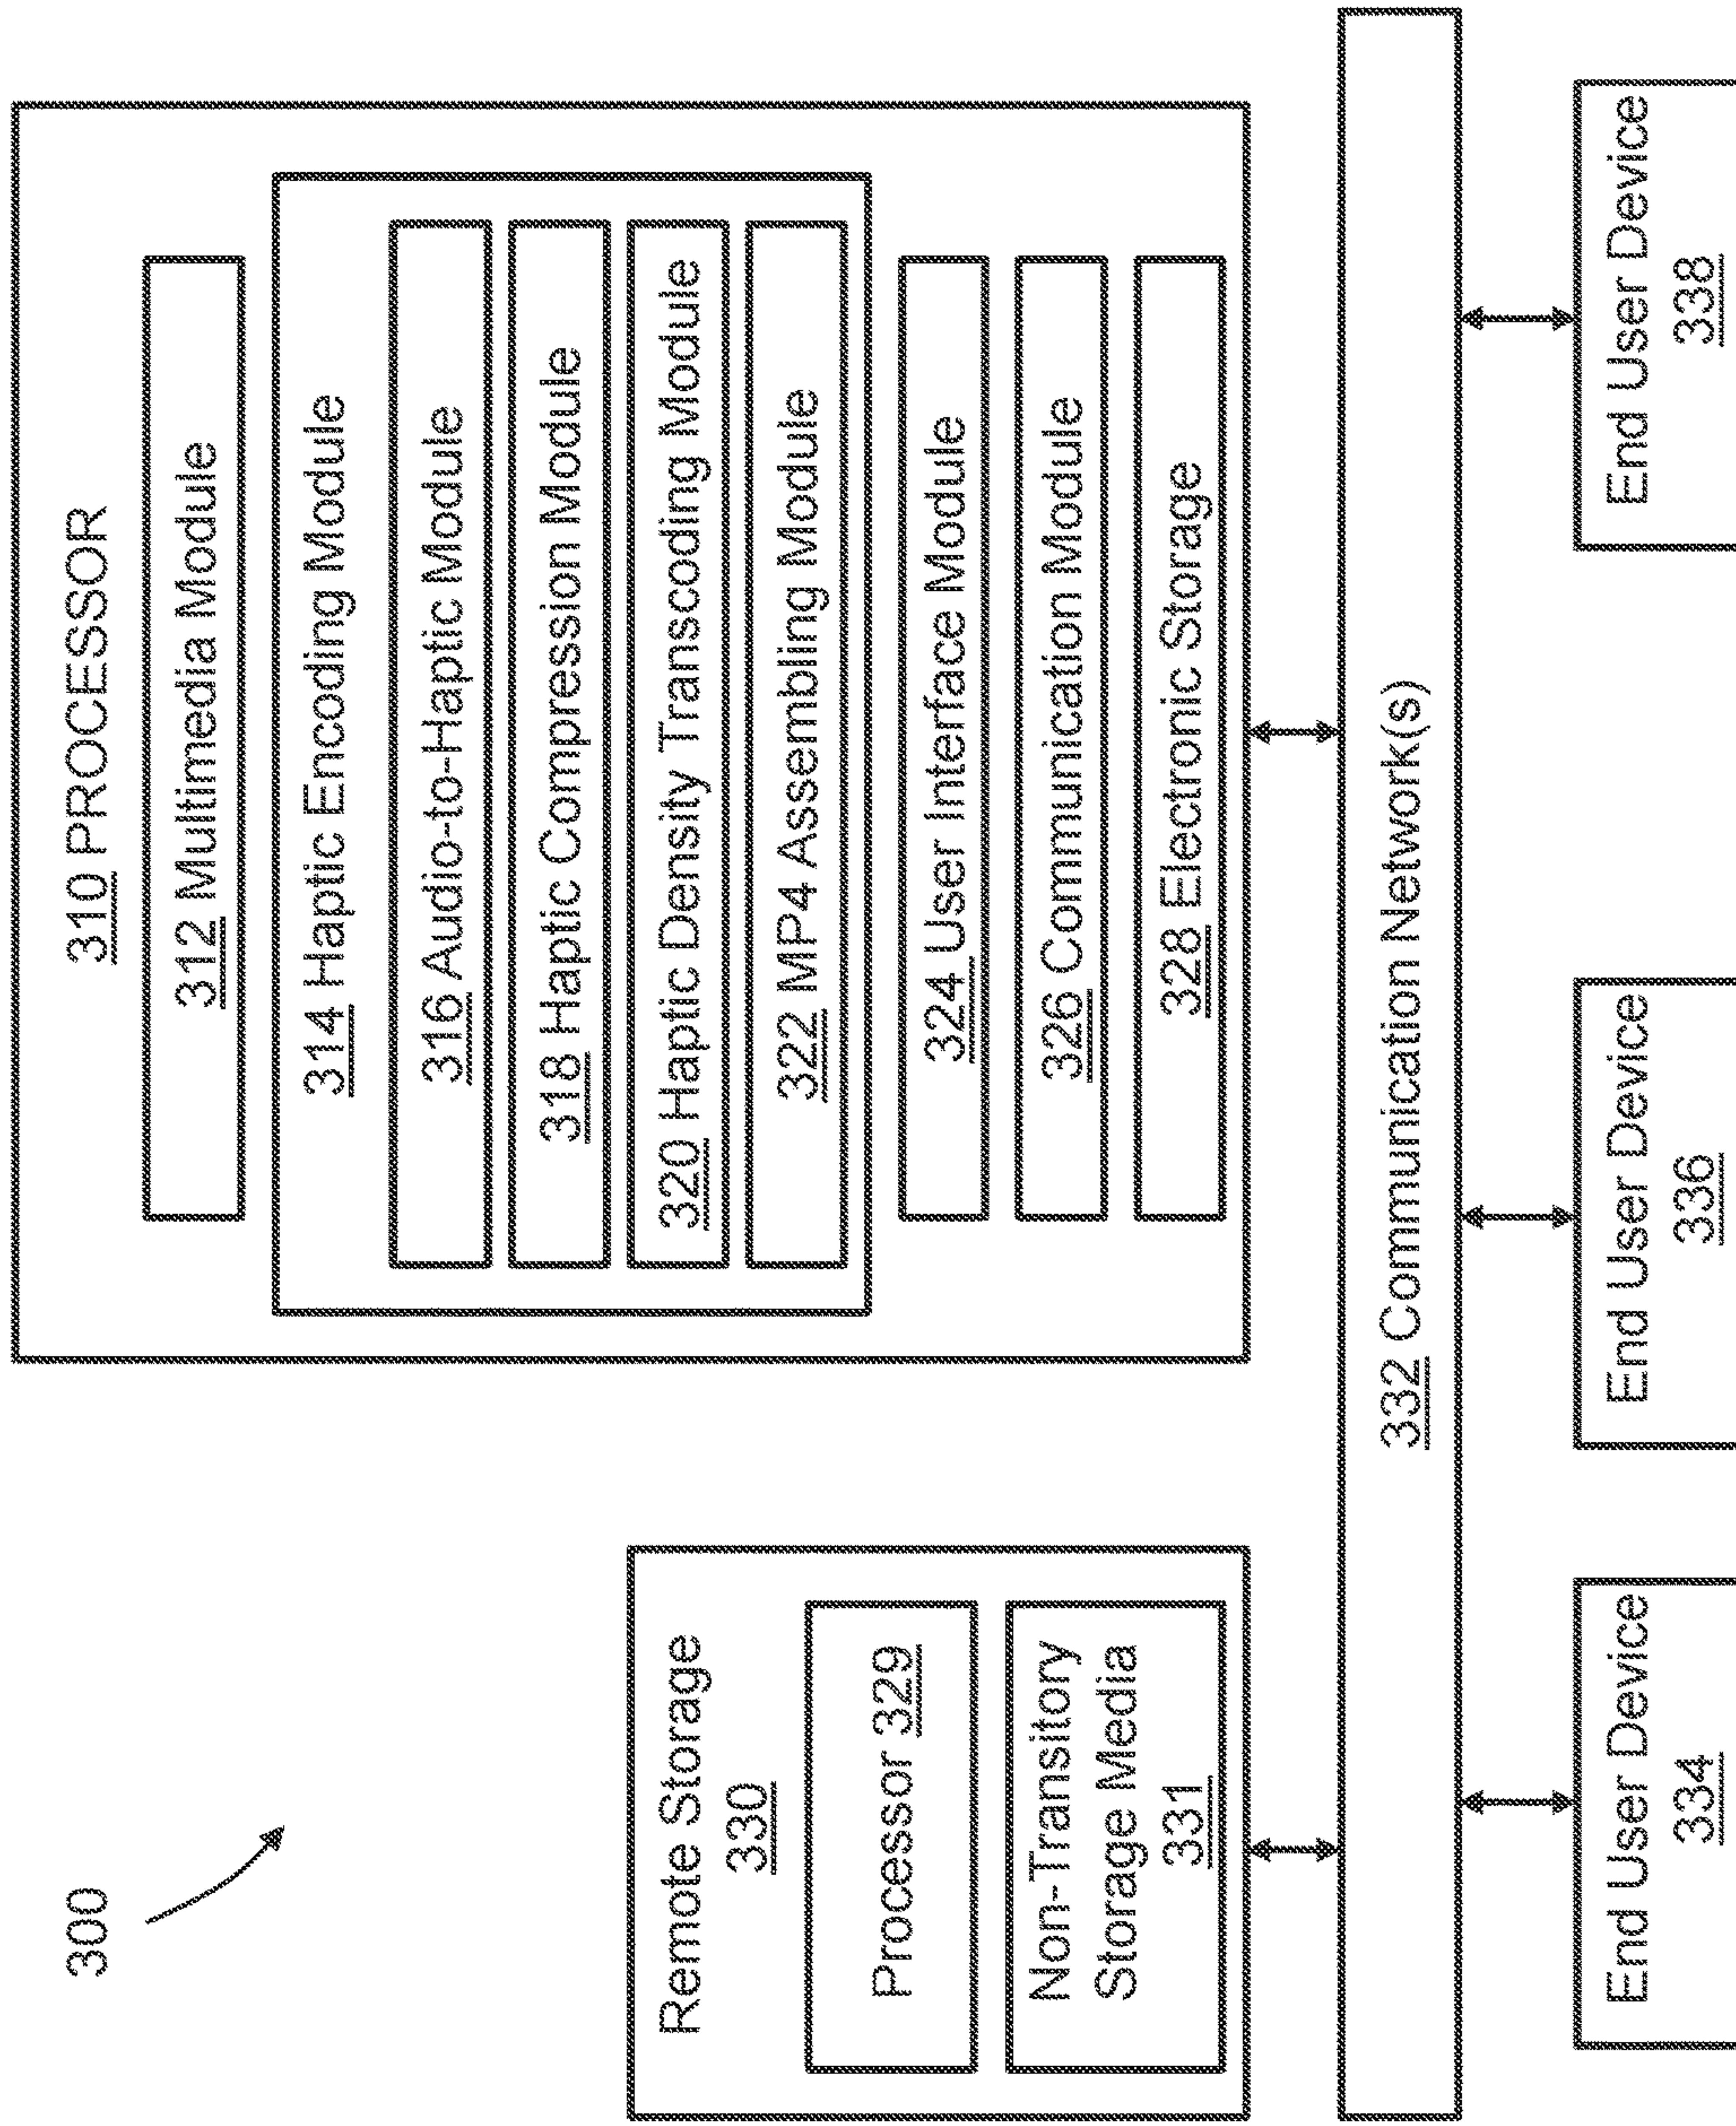 300
310 PROCESSOR
312 Multimedia Module
314 Haptic Encoding Module
316 Audio-to-Haptic Module
318 Haptic Compression Module
320 Haptic Density Transcoding Module
322 MP4 Assembling Module
324 User Interface Module
326 Communication Module
328 Electronic Storage
Remote Storage
330
Processor 329
Non-Transitory
Storage Media
331
332 Communication Network(s)
End User Device
334
End User Device
336
End User Device
338